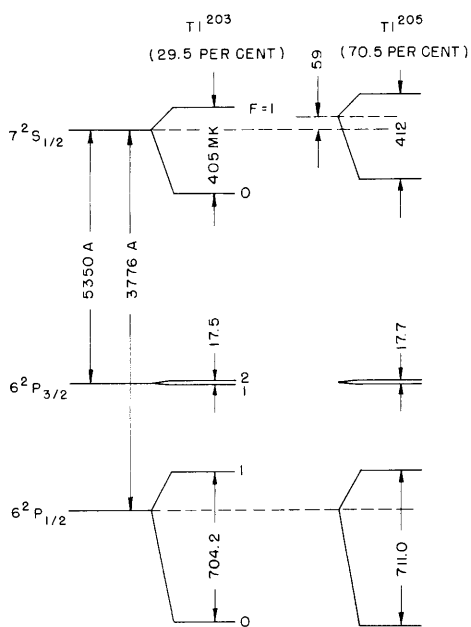 Tl²⁰³ Tl²⁰⁵
(29.5 PER CENT) (70.5 PER CENT)
59
F=1
7²S₁/₂
405 MK
412
0
5350 A
3776 A
17.5
17.7
2
6²P₃/₂
1
1
6²P₁/₂
704.2
711.0
0